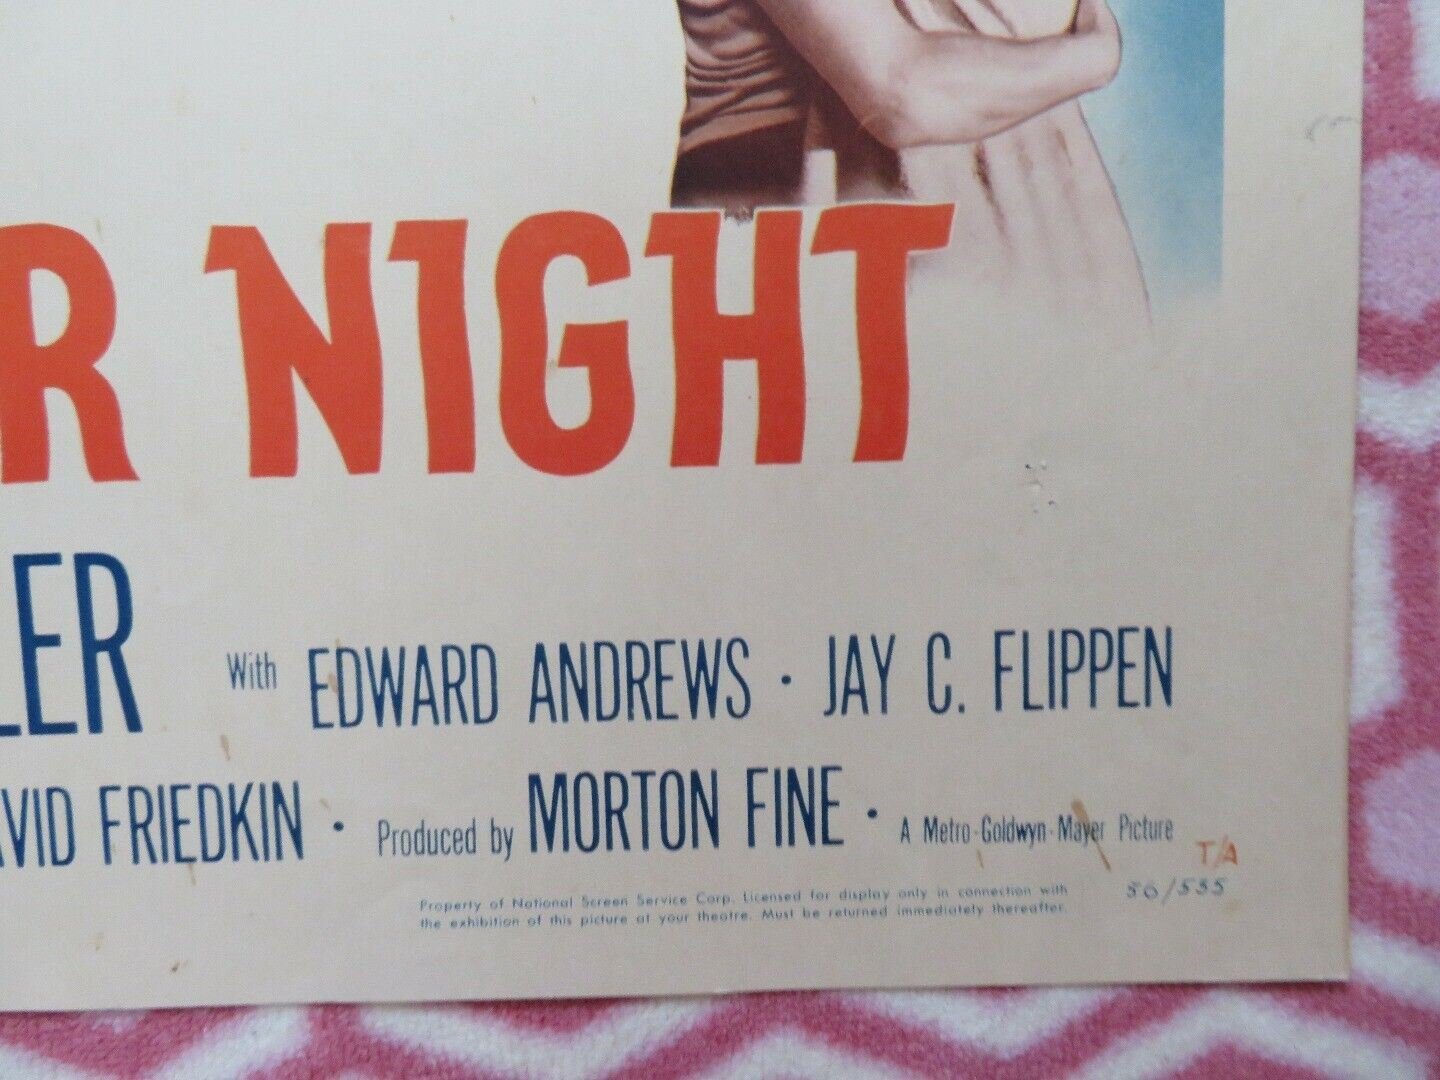 R NIGHT
LER With EDWARD ANDREWS · JAY C. FLIPPEN
VID FRIEDKIN · Produced by MORTON FINE · A Metro-Goldwyn-Mayer Picture
T/A
56/535
Property of National Screen Service Corp. Licensed for display only in connection with
the exhibition of this picture at your theatre. Must be returned immediately thereafter.